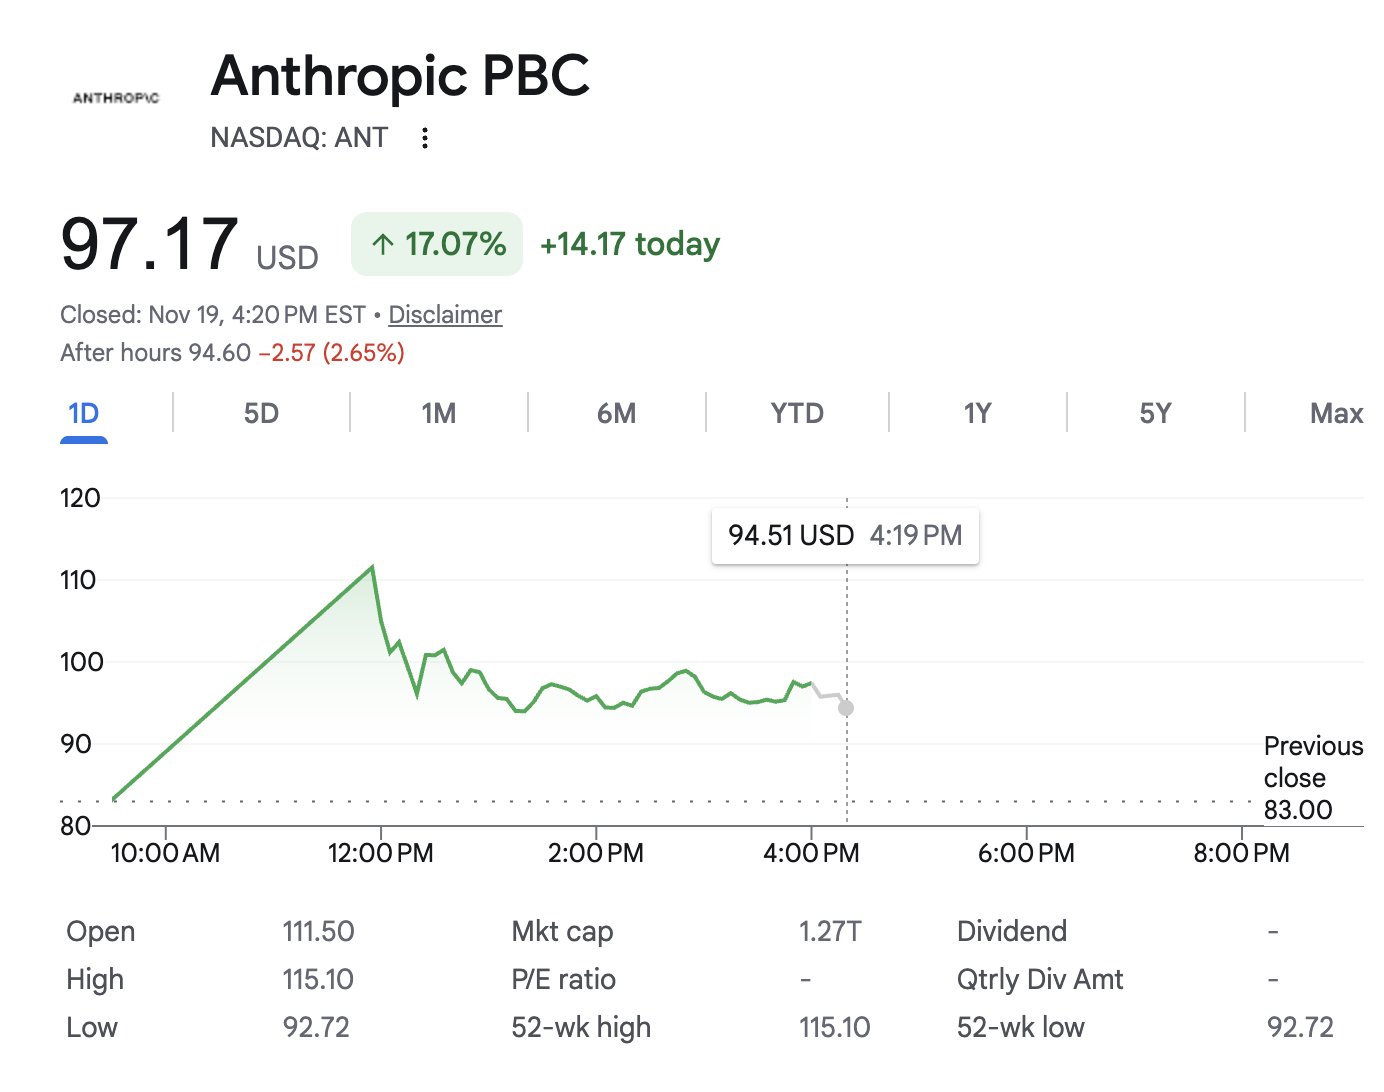 ANTHROP\C
Anthropic PBC
NASDAQ: ANT
97.17 USD ↑ 17.07% +14.17 today
Closed: Nov 19, 4:20 PM EST • Disclaimer
After hours 94.60 −2.57 (2.65%)
1D 5D 1M 6M YTD 1Y 5Y Max
120
94.51 USD 4:19 PM
110
100
90
Previous
close
83.00
80
10:00 AM 12:00 PM 2:00 PM 4:00 PM 6:00 PM 8:00 PM
Open 111.50 Mkt cap 1.27T Dividend -
High 115.10 P/E ratio - Qtrly Div Amt -
Low 92.72 52-wk high 115.10 52-wk low 92.72